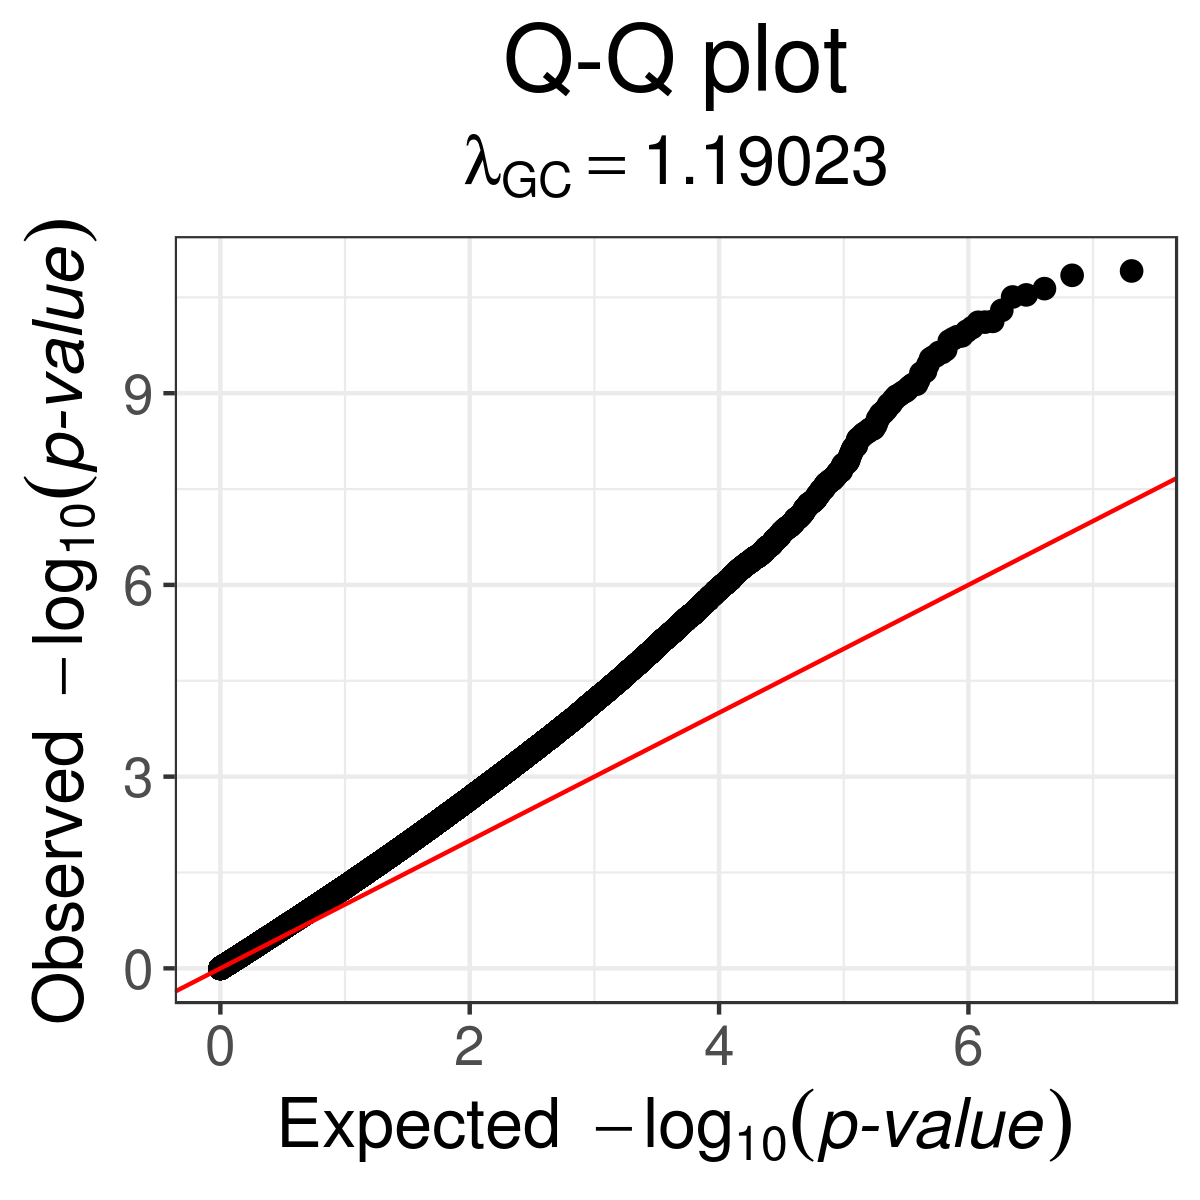 Q-Q plot
λGC = 1.19023
Observed −log10(p-value)
9
6
3
0
0 2 4 6
Expected −log10(p-value)